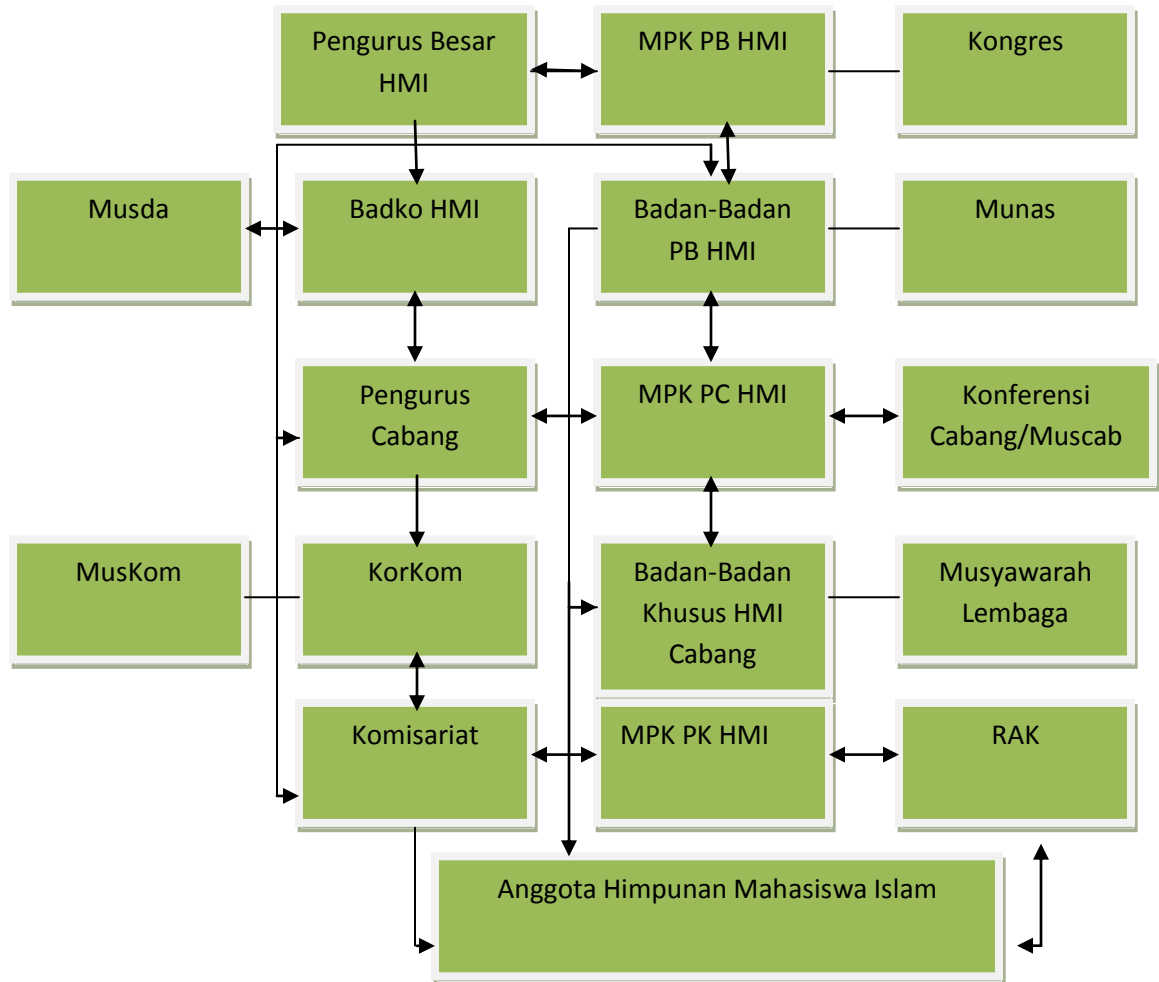 Pengurus Besar
HMI
MPK PB HMI
Kongres
Musda
Badko HMI
Badan-Badan
PB HMI
Munas
Pengurus
Cabang
MPK PC HMI
Konferensi
Cabang/Muscab
MusKom
KorKom
Badan-Badan
Khusus HMI
Cabang
Musyawarah
Lembaga
Komisariat
MPK PK HMI
RAK
Anggota Himpunan Mahasiswa Islam